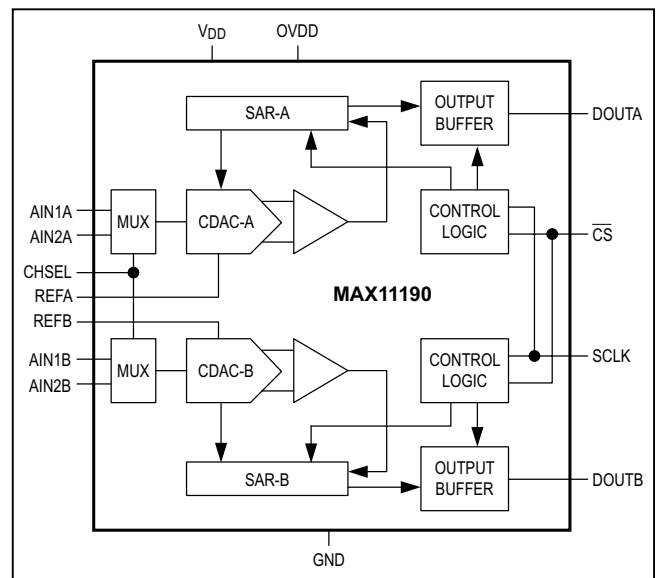 VDD OVDD
SAR-A
OUTPUT
BUFFER
DOUTA
AIN1A
AIN2A
MUX
CDAC-A
CONTROL
LOGIC
C̅S̅
CHSEL
REFA
MAX11190
REFB
AIN1B
AIN2B
MUX
CDAC-B
CONTROL
LOGIC
SCLK
SAR-B
OUTPUT
BUFFER
DOUTB
GND